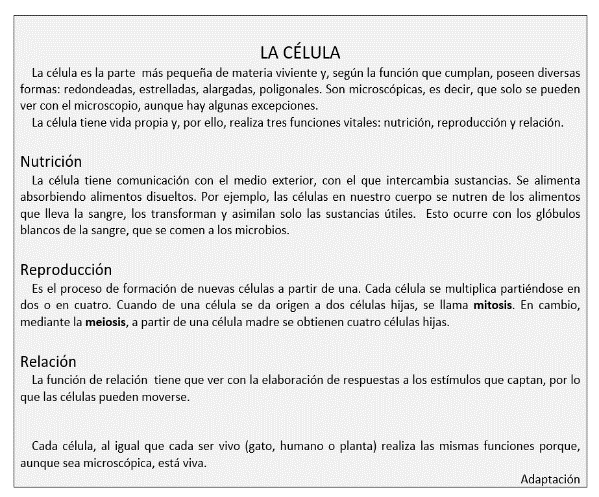 LA CÉLULA
La célula es la parte más pequeña de materia viviente y, según la función que cumplan, poseen diversas
formas: redondeadas, estrelladas, alargadas, poligonales. Son microscópicas, es decir, que solo se pueden
ver con el microscopio, aunque hay algunas excepciones.
La célula tiene vida propia y, por ello, realiza tres funciones vitales: nutrición, reproducción y relación.
Nutrición
La célula tiene comunicación con el medio exterior, con el que intercambia sustancias. Se alimenta
absorbiendo alimentos disueltos. Por ejemplo, las células en nuestro cuerpo se nutren de los alimentos
que lleva la sangre, los transforman y asimilan solo las sustancias útiles. Esto ocurre con los glóbulos
blancos de la sangre, que se comen a los microbios.
Reproducción
Es el proceso de formación de nuevas células a partir de una. Cada célula se multiplica partiéndose en
dos o en cuatro. Cuando de una célula se da origen a dos células hijas, se llama mitosis. En cambio,
mediante la meiosis, a partir de una célula madre se obtienen cuatro células hijas.
Relación
La función de relación tiene que ver con la elaboración de respuestas a los estímulos que captan, por lo
que las células pueden moverse.
Cada célula, al igual que cada ser vivo (gato, humano o planta) realiza las mismas funciones porque,
aunque sea microscópica, está viva.
Adaptación